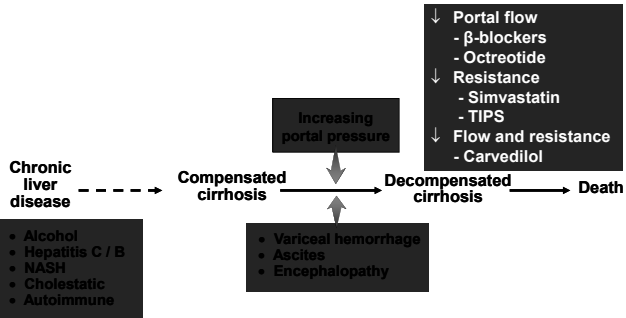 ↓ Portal flow
- β-blockers
- Octreotide
↓ Resistance
- Simvastatin
- TIPS
↓ Flow and resistance
- Carvedilol
Increasing
portal pressure
Chronic
liver
disease
Compensated
cirrhosis
Decompensated
cirrhosis
Death
• Alcohol
• Hepatitis C / B
• NASH
• Cholestatic
• Autoimmune
• Variceal hemorrhage
• Ascites
• Encephalopathy